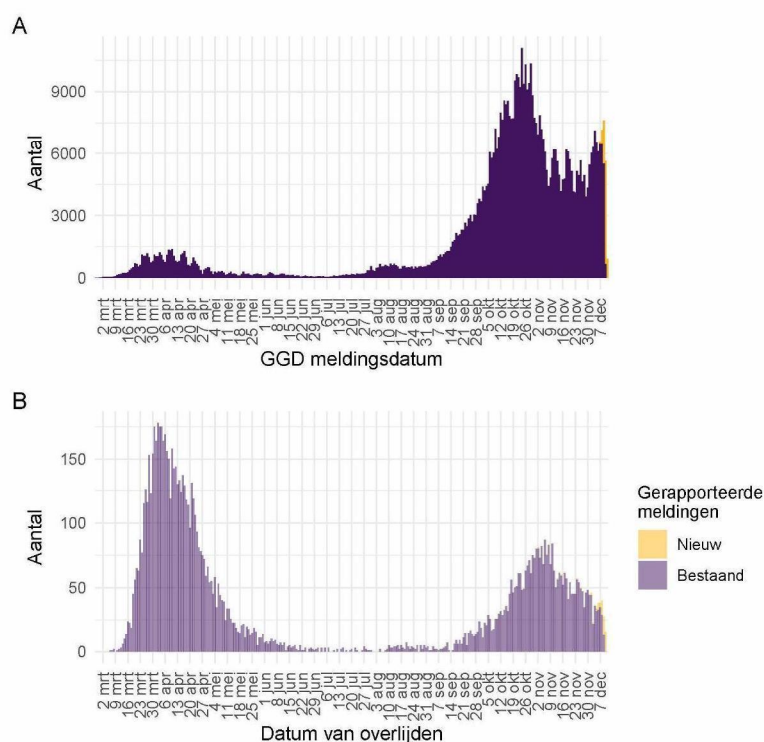 A
Aantal
9000
6000
3000
0
2 mrt
9 mrt
16 mrt
23 mrt
30 mrt
6 apr
13 apr
20 apr
27 apr
4 mei
11 mei
18 mei
25 mei
1 jun
8 jun
15 jun
22 jun
29 jun
6 jul
13 jul
20 jul
27 jul
3 aug
10 aug
17 aug
24 aug
31 aug
7 sep
14 sep
21 sep
28 sep
5 okt
12 okt
19 okt
26 okt
2 nov
9 nov
16 nov
23 nov
30 nov
7 dec
GGD meldingsdatum
B
Aantal
150
100
50
0
2 mrt
9 mrt
16 mrt
23 mrt
30 mrt
6 apr
13 apr
20 apr
27 apr
4 mei
11 mei
18 mei
25 mei
1 jun
8 jun
15 jun
22 jun
29 jun
6 jul
13 jul
20 jul
27 jul
3 aug
10 aug
17 aug
24 aug
31 aug
7 sep
14 sep
21 sep
28 sep
5 okt
12 okt
19 okt
26 okt
2 nov
9 nov
16 nov
23 nov
30 nov
7 dec
Datum van overlijden
Gerapporteerde
meldingen
Nieuw
Bestaand